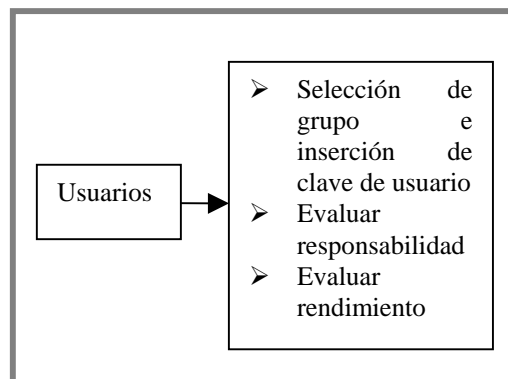 Usuarios
➢ Selección de
grupo e
inserción de
clave de usuario
➢ Evaluar
responsabilidad
➢ Evaluar
rendimiento